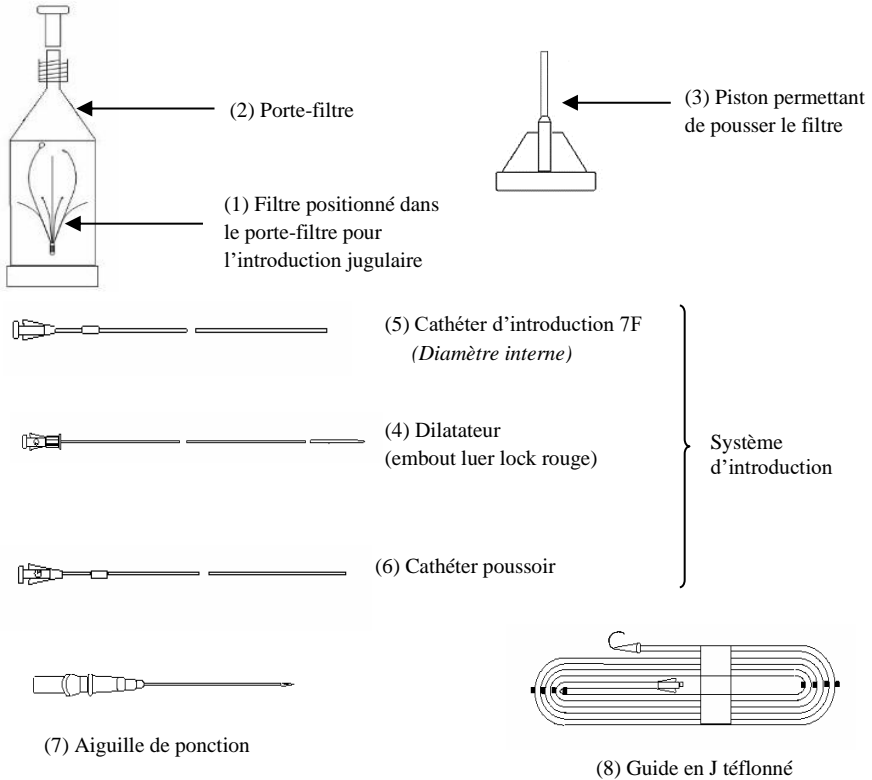 (2) Porte-filtre
(3) Piston permettant
de pousser le filtre
(1) Filtre positionné dans
le porte-filtre pour
l'introduction jugulaire
(5) Cathéter d'introduction 7F
(Diamètre interne)
(4) Dilatateur
(embout luer lock rouge)
Système
d'introduction
(6) Cathéter poussoir
(7) Aiguille de ponction
(8) Guide en J téflonné